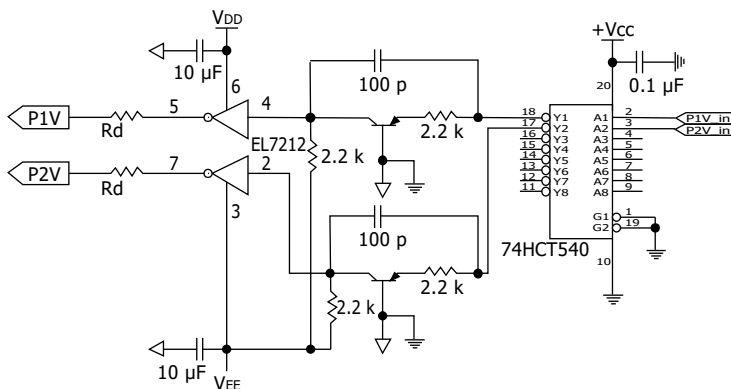 VDD
+Vcc
10 µF
6
100 p
20
0.1 µF
P1V
5
4
EL7212
2.2 k
18 Y1 A1 2 P1V_in
17 Y2 A2 3 P2V_in
16 Y3 A3 4
15 Y4 A4 5
14 Y5 A5 6
13 Y6 A6 7
12 Y7 A7 8
11 Y8 A8 9
Rd
2.2 k
P2V
7
2
Rd
3
G1 1
G2 19
100 p
74HCT540
10
2.2 k
2.2 k
10 µF
VEE